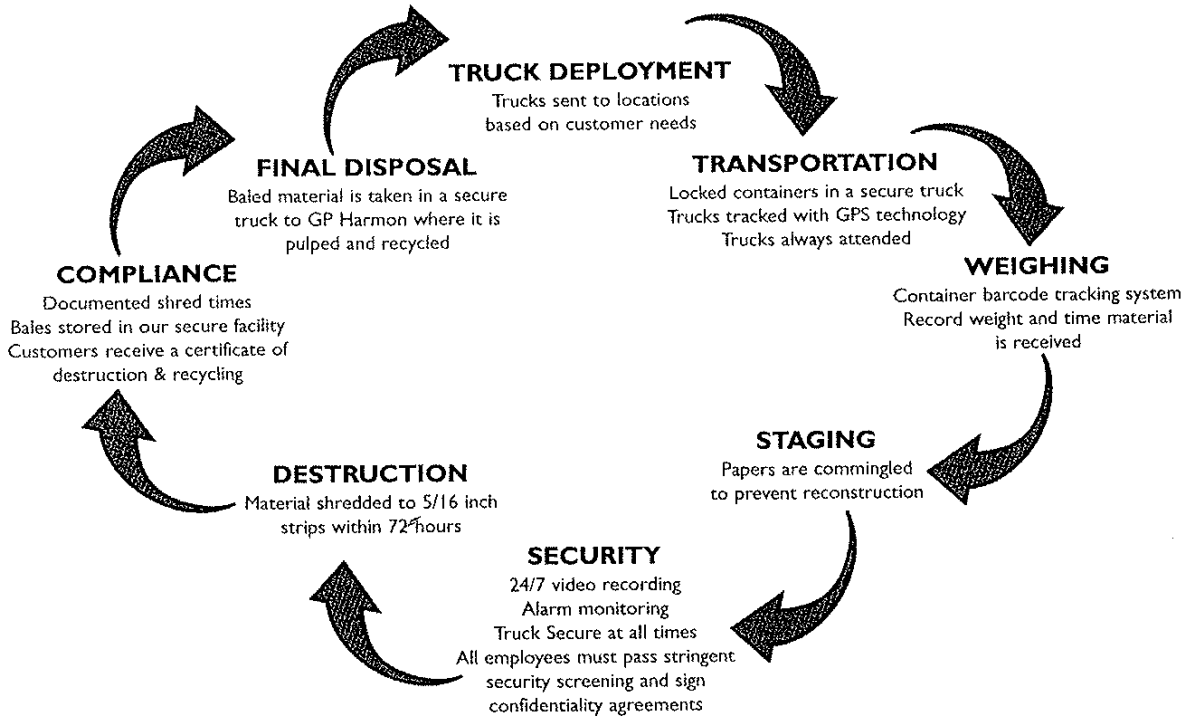 TRUCK DEPLOYMENT
Trucks sent to locations
based on customer needs
TRANSPORTATION
Locked containers in a secure truck
Trucks tracked with GPS technology
Trucks always attended
WEIGHING
Container barcode tracking system
Record weight and time material
is received
STAGING
Papers are commingled
to prevent reconstruction
SECURITY
24/7 video recording
Alarm monitoring
Truck Secure at all times
All employees must pass stringent
security screening and sign
confidentiality agreements
DESTRUCTION
Material shredded to 5/16 inch
strips within 72 hours
COMPLIANCE
Documented shred times
Bales stored in our secure facility
Customers receive a certificate of
destruction & recycling
FINAL DISPOSAL
Baled material is taken in a secure
truck to GP Harmon where it is
pulped and recycled